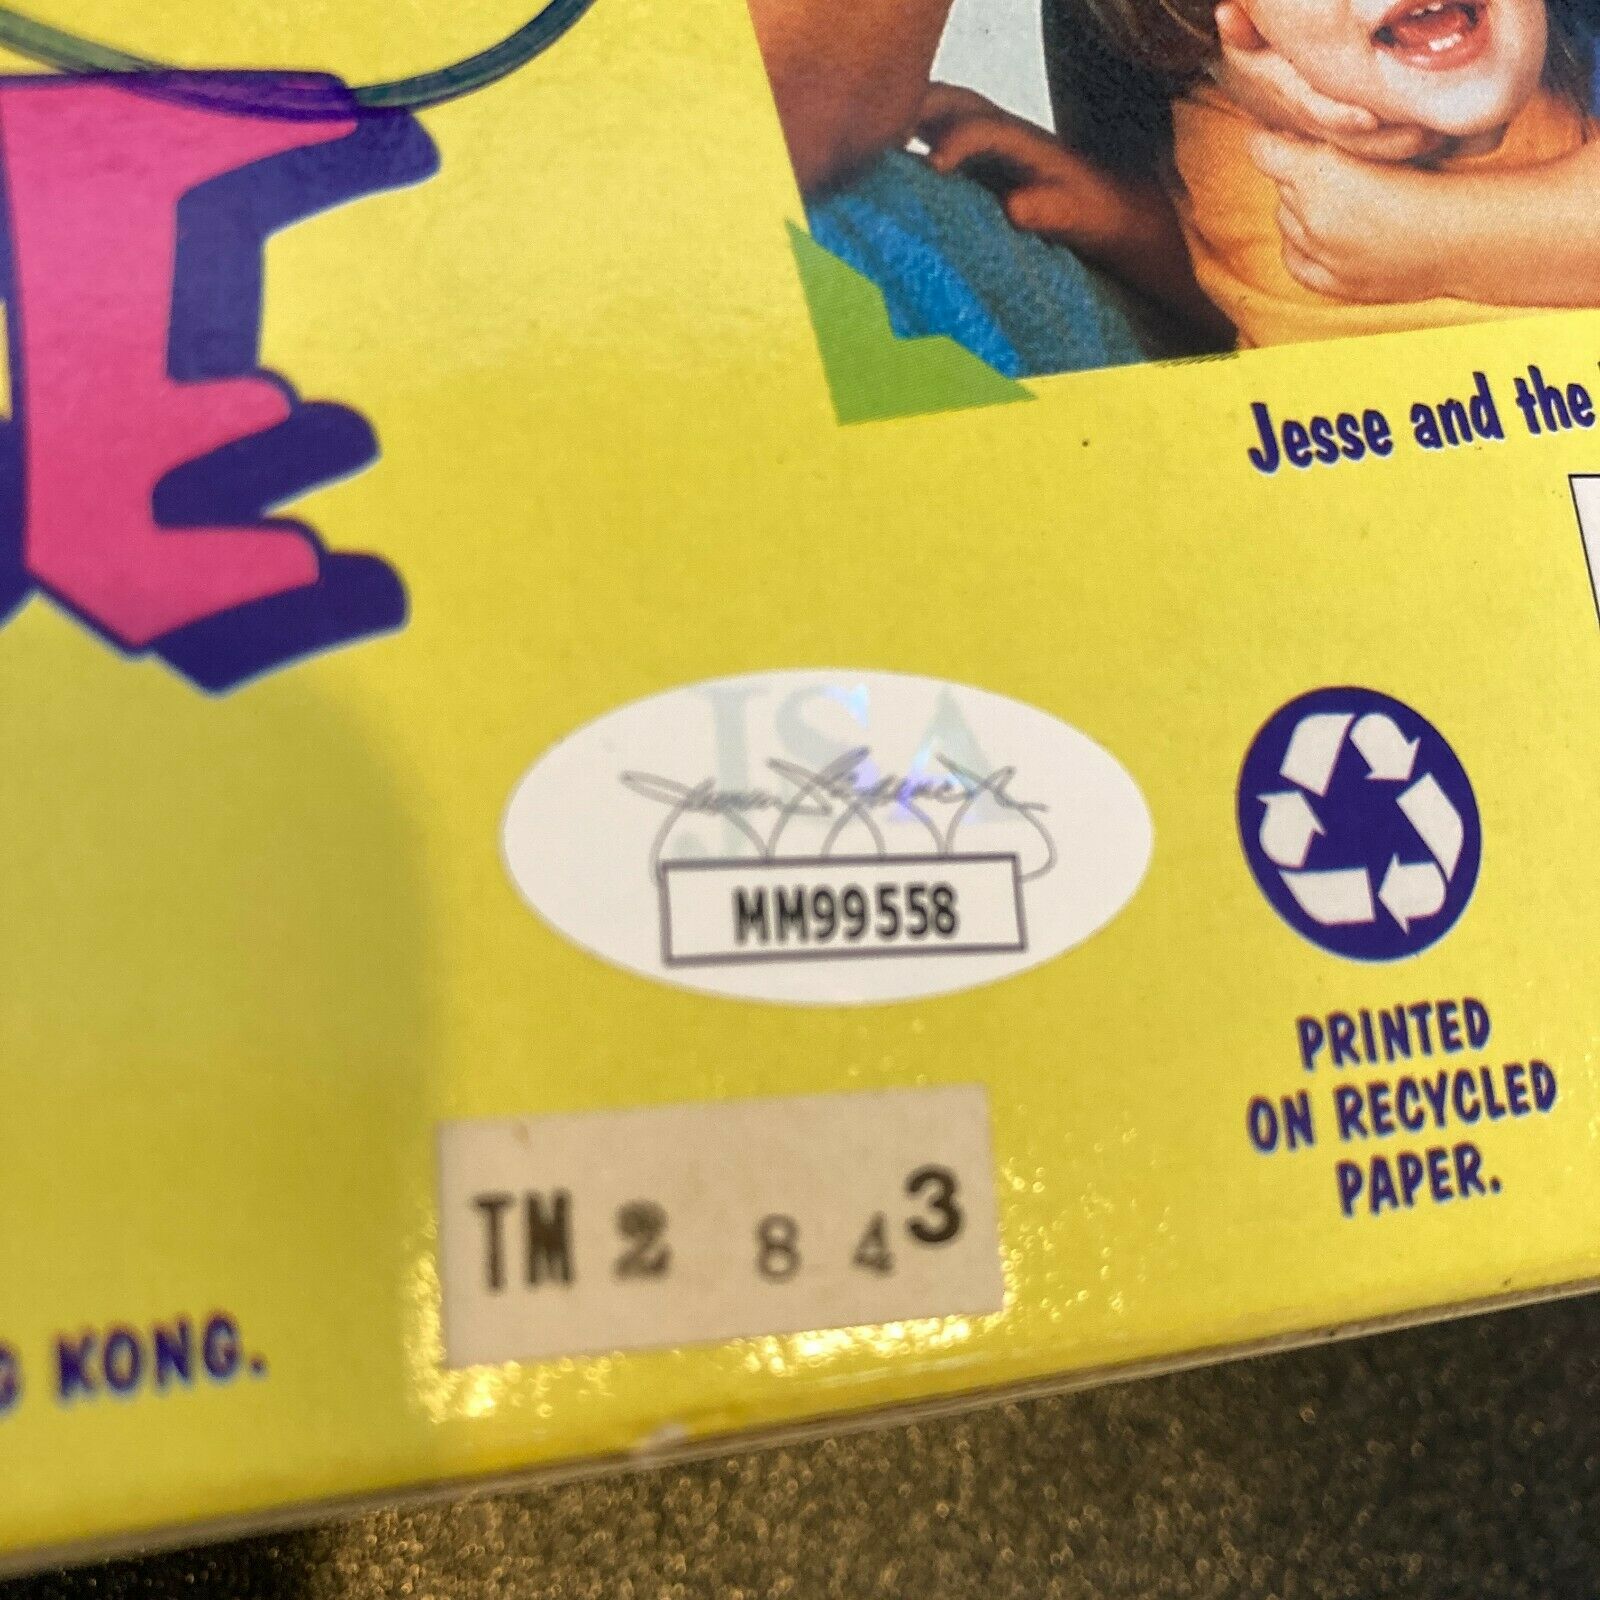 Jesse and the
JSA
MM99558
PRINTED
ON RECYCLED
PAPER.
TM 2 8 4 3
KONG.